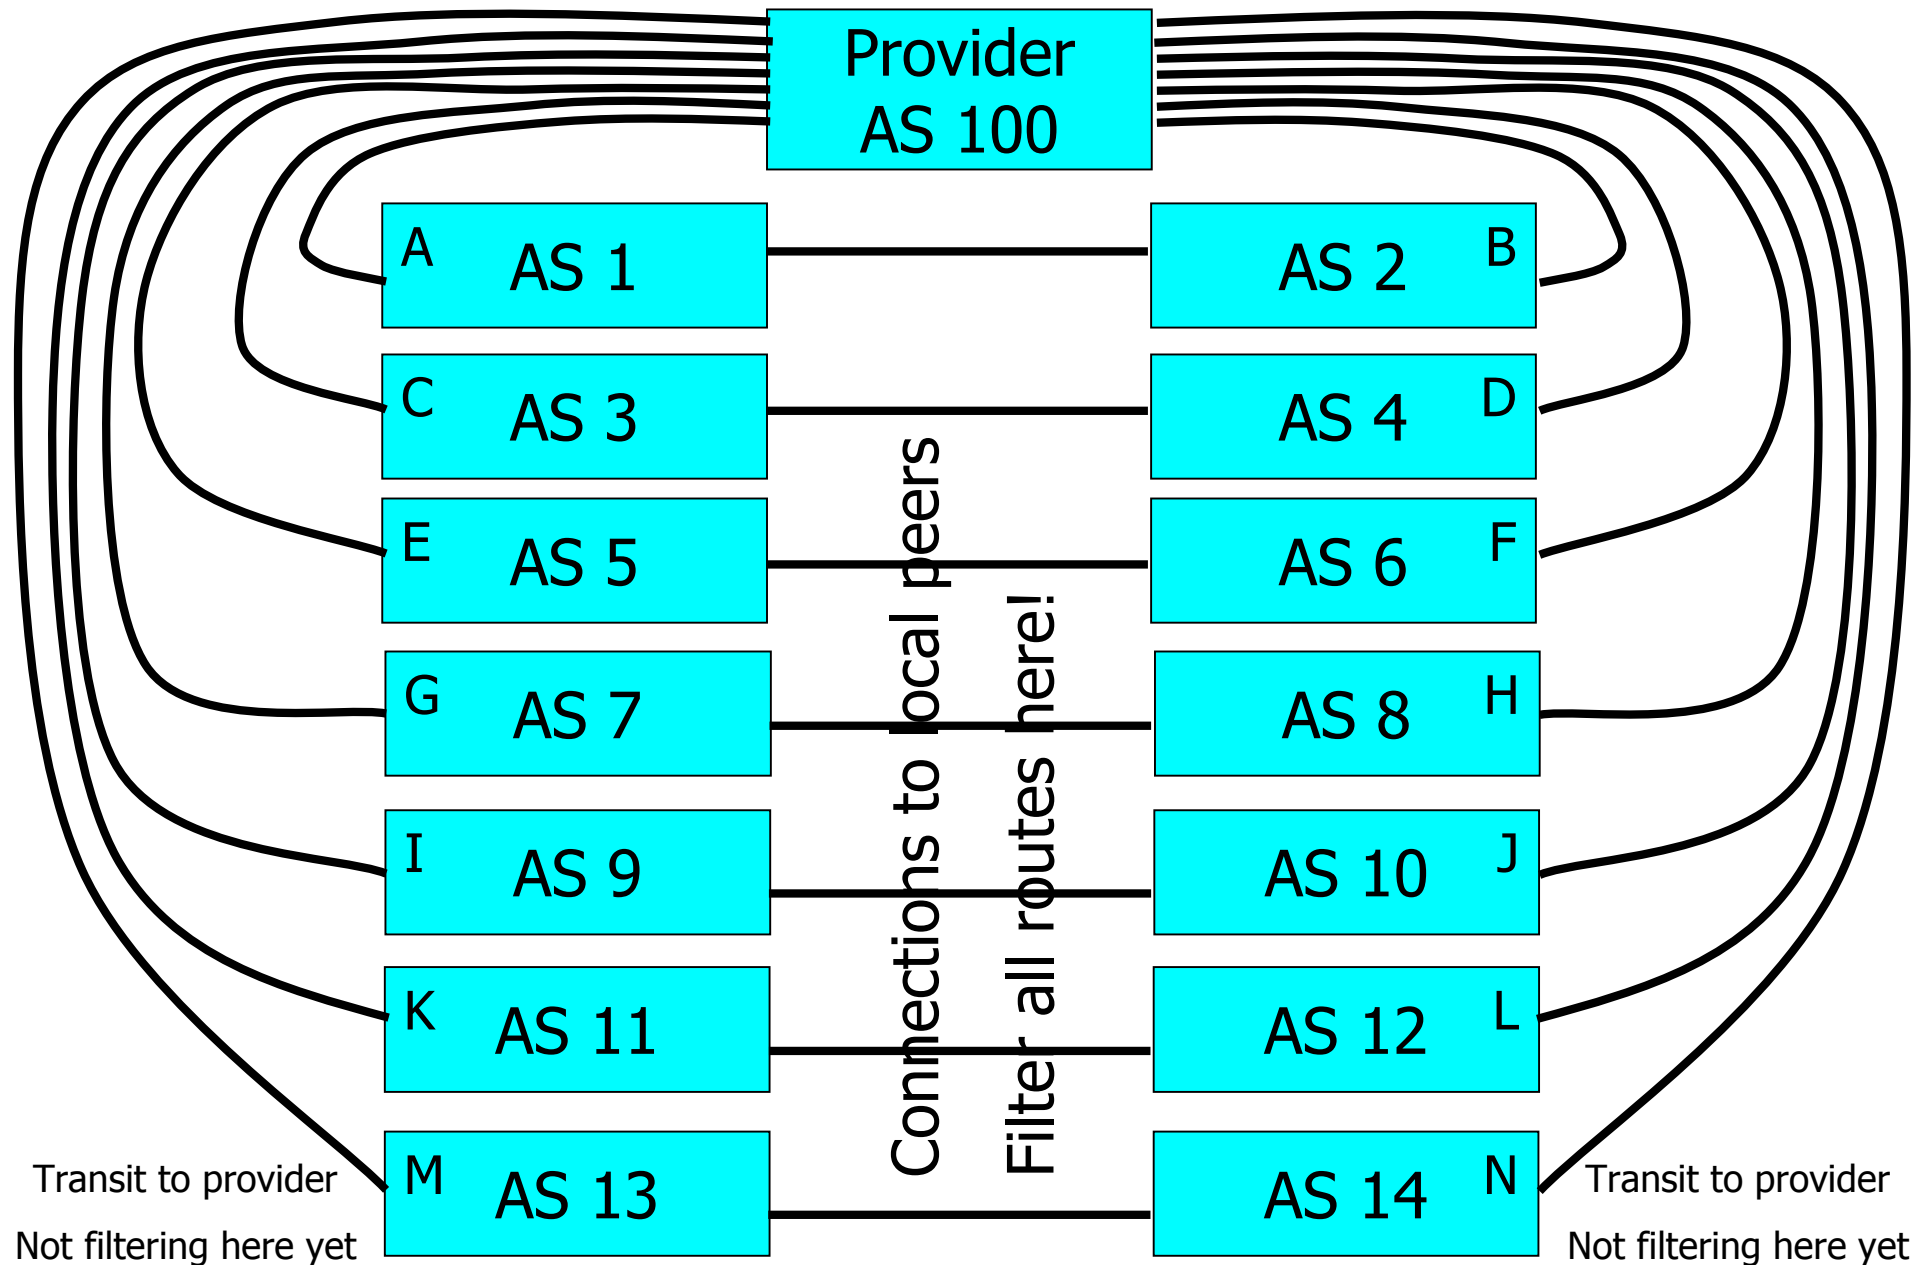 Provider
AS 100
A AS 1
AS 2 B
C AS 3
AS 4 D
E AS 5
AS 6 F
G AS 7
AS 8 H
I AS 9
AS 10 J
K AS 11
AS 12 L
M AS 13
AS 14 N
Connections to local peers
Filter all routes here!
Transit to provider
Not filtering here yet
Transit to provider
Not filtering here yet